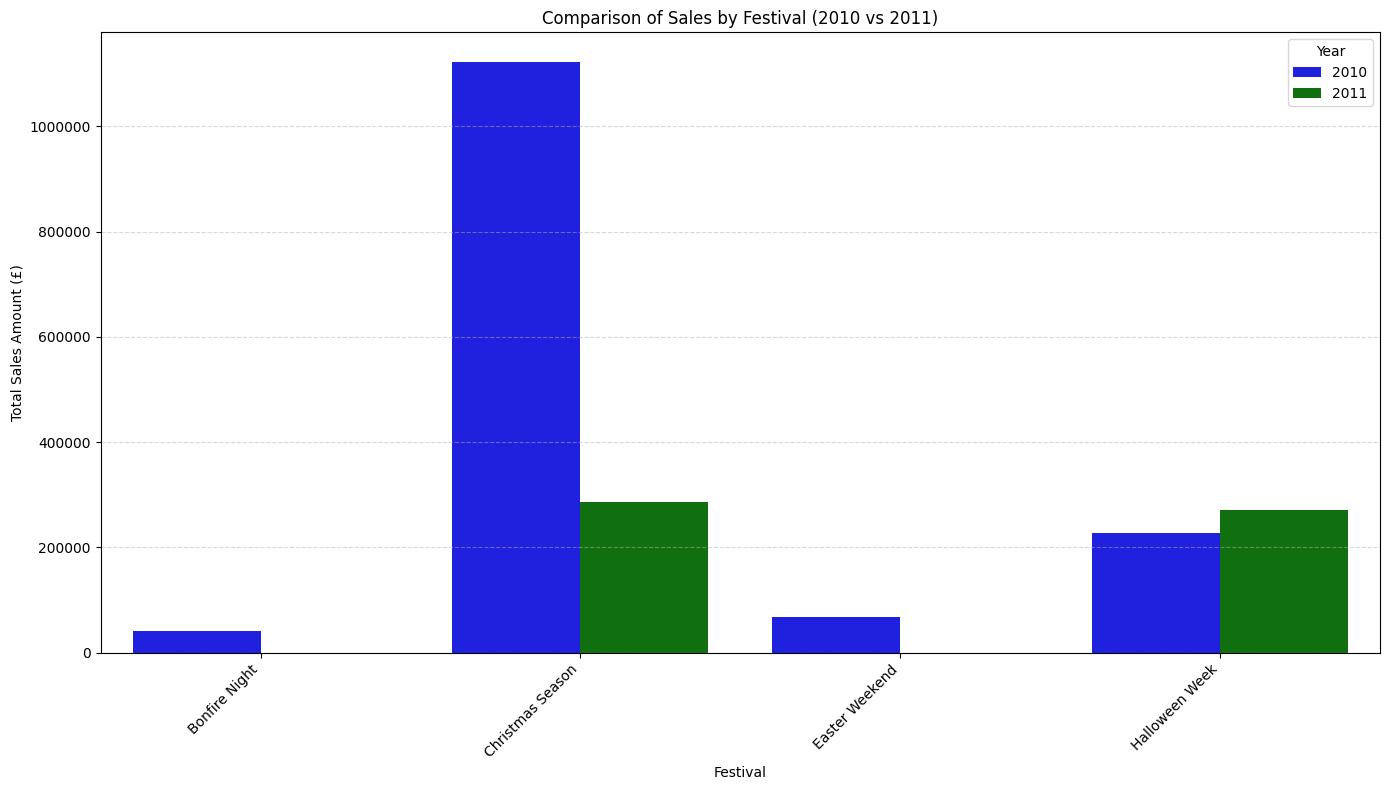 Comparison of Sales by Festival (2010 vs 2011)
Year
2010
2011
Total Sales Amount (£)
1000000
800000
600000
400000
200000
0
Bonfire Night
Christmas Season
Easter Weekend
Halloween Week
Festival